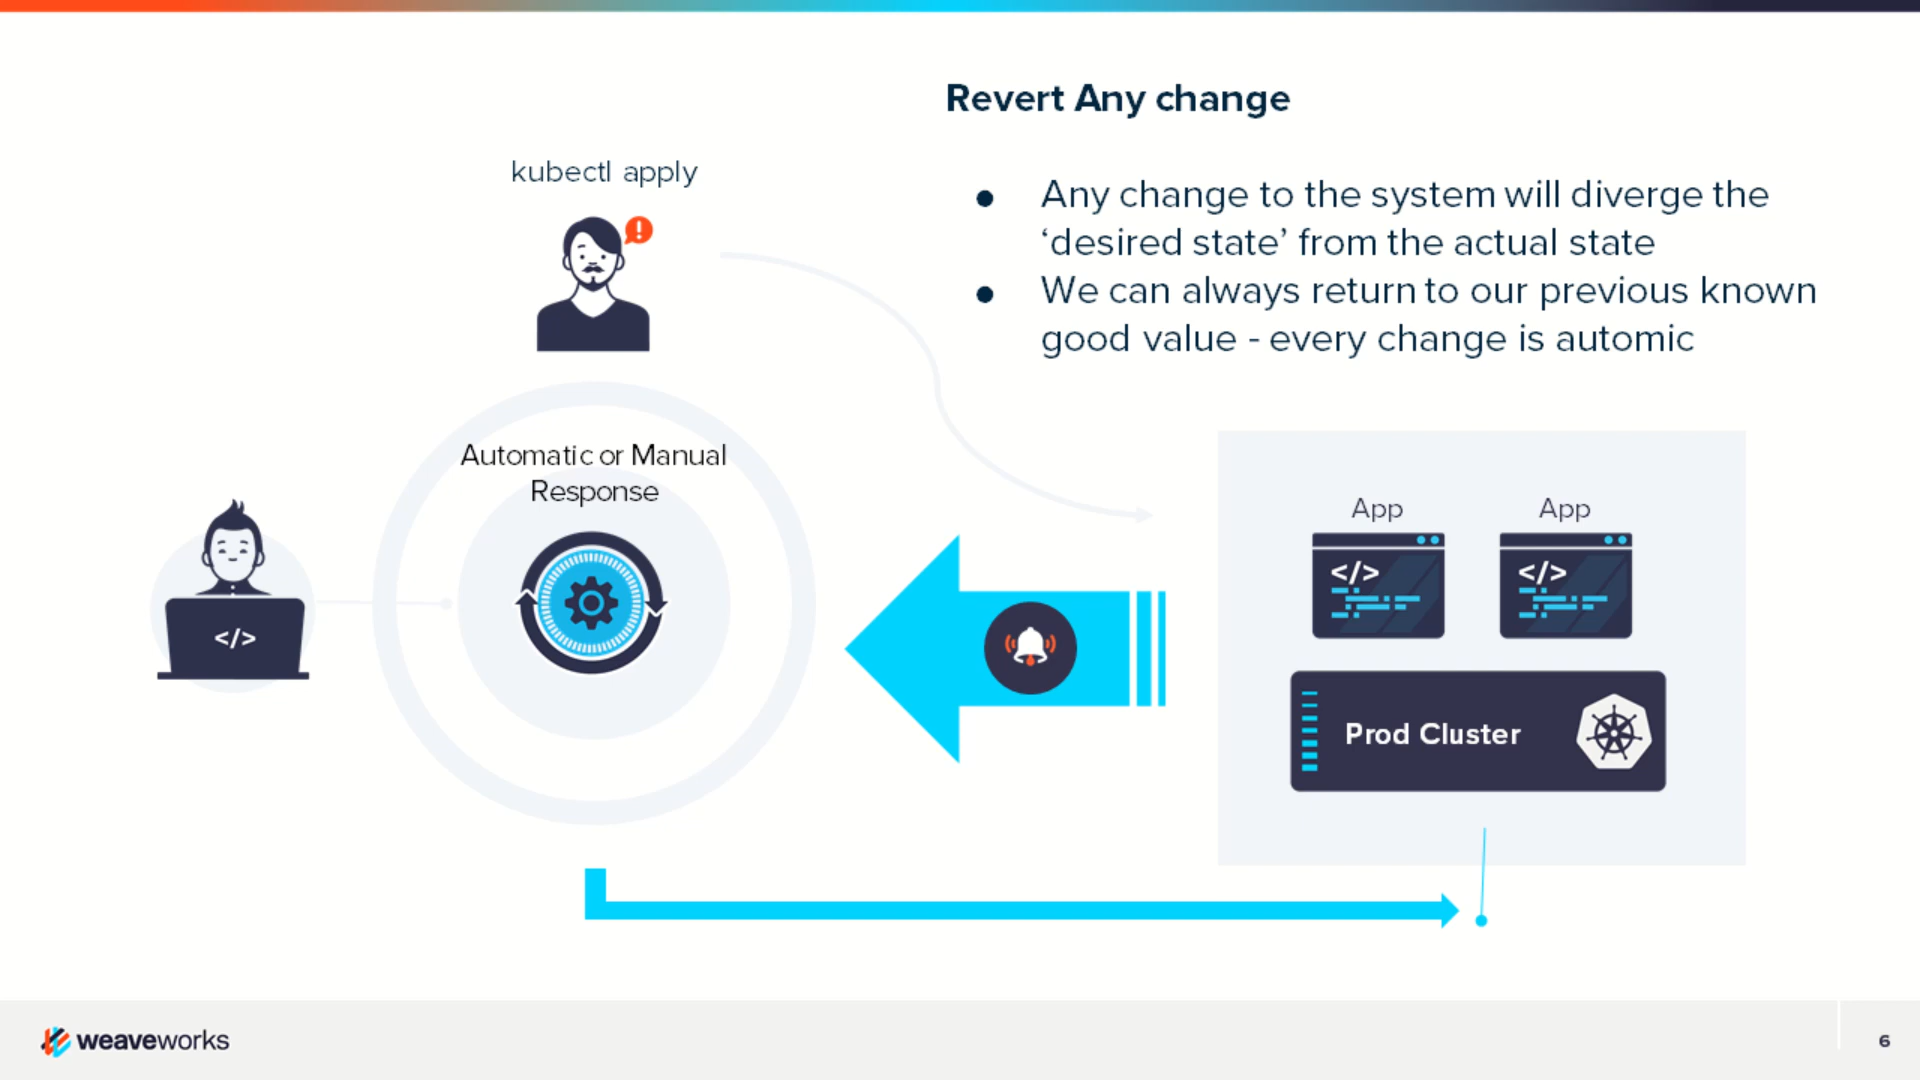 Revert Any change
kubectl apply
● Any change to the system will diverge the
‘desired state’ from the actual state
● We can always return to our previous known
good value - every change is automic
Automatic or Manual
Response
</>
App
App
</>
</>
Prod Cluster
weaveworks
6